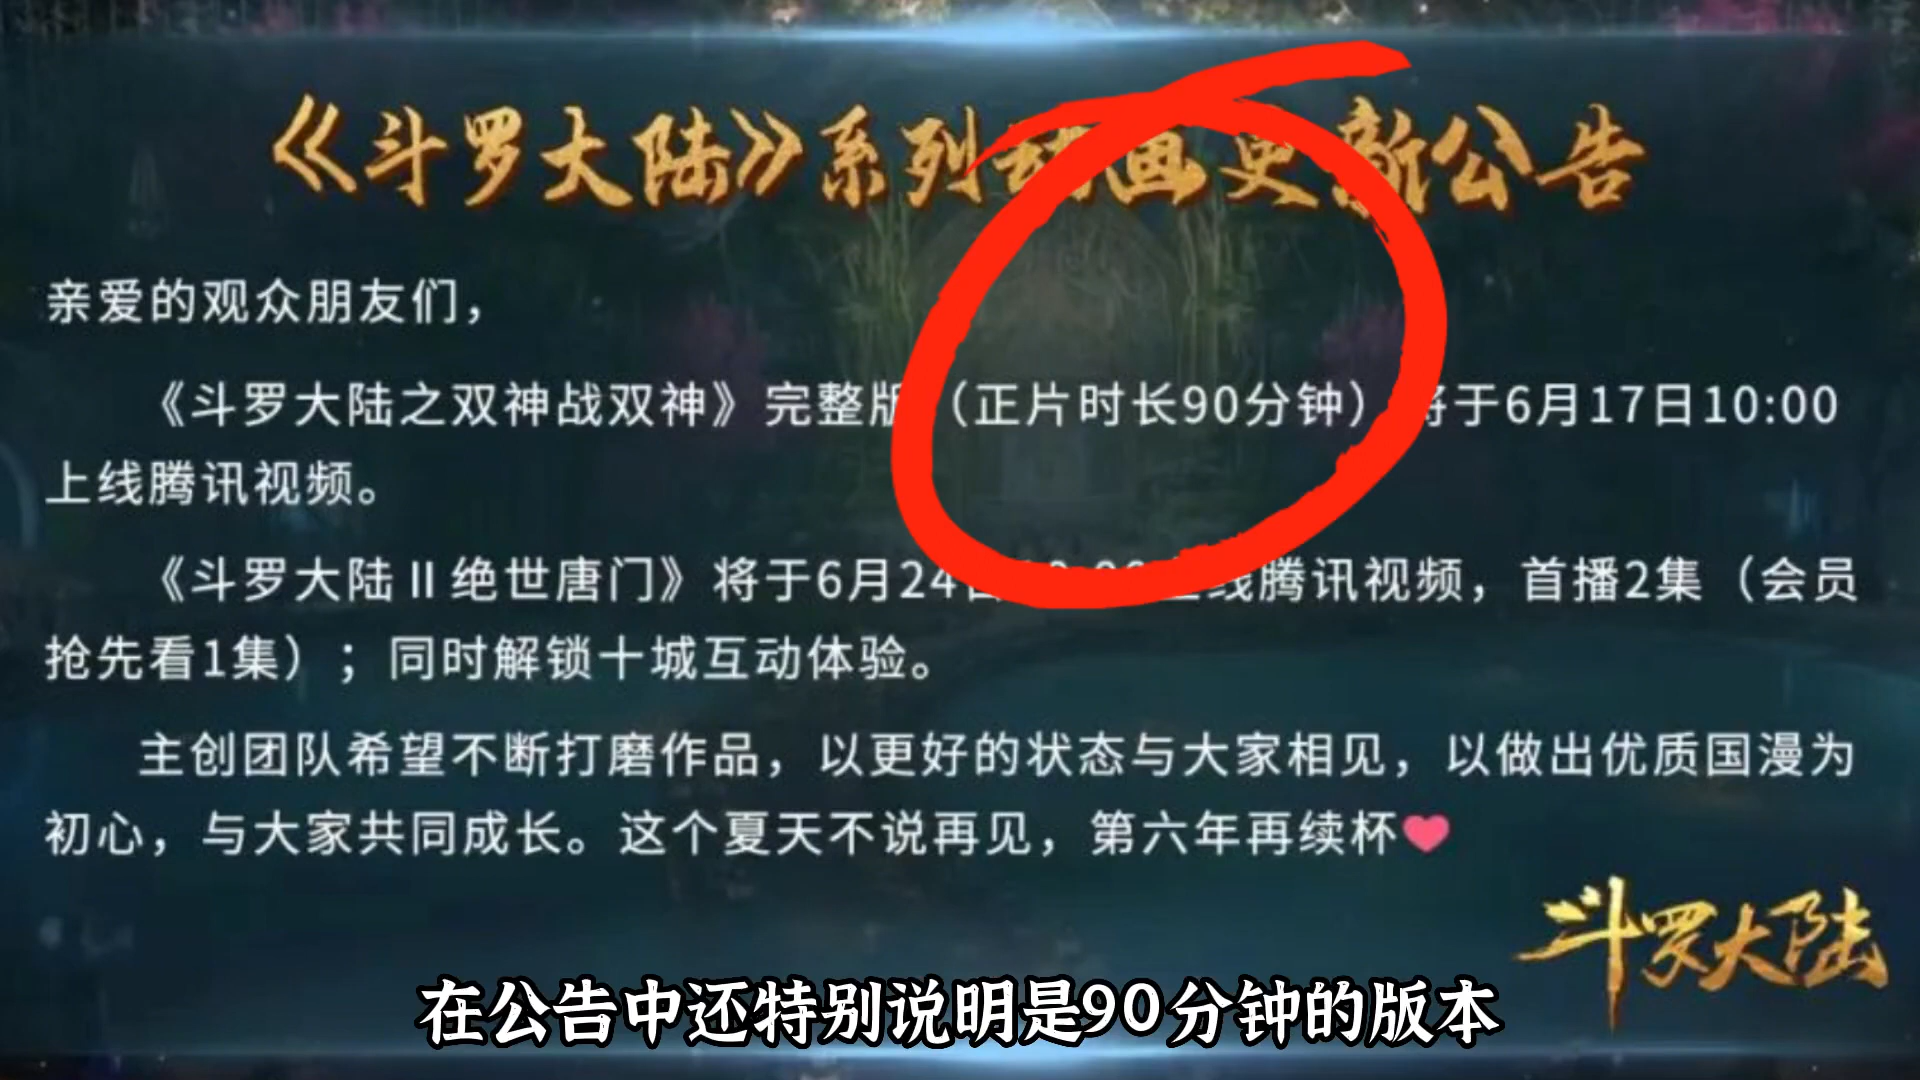 《斗罗大陆》系列动画更新公告
亲爱的观众朋友们，
《斗罗大陆之双神战双神》完整版（正片时长90分钟）将于6月17日10:00
上线腾讯视频。
《斗罗大陆Ⅱ绝世唐门》将于6月24日 上线腾讯视频，首播2集（会员
抢先看1集）；同时解锁十城互动体验。
主创团队希望不断打磨作品，以更好的状态与大家相见，以做出优质国漫为
初心，与大家共同成长。这个夏天不说再见，第六年再续杯
斗罗大陆
在公告中还特别说明是90分钟的版本